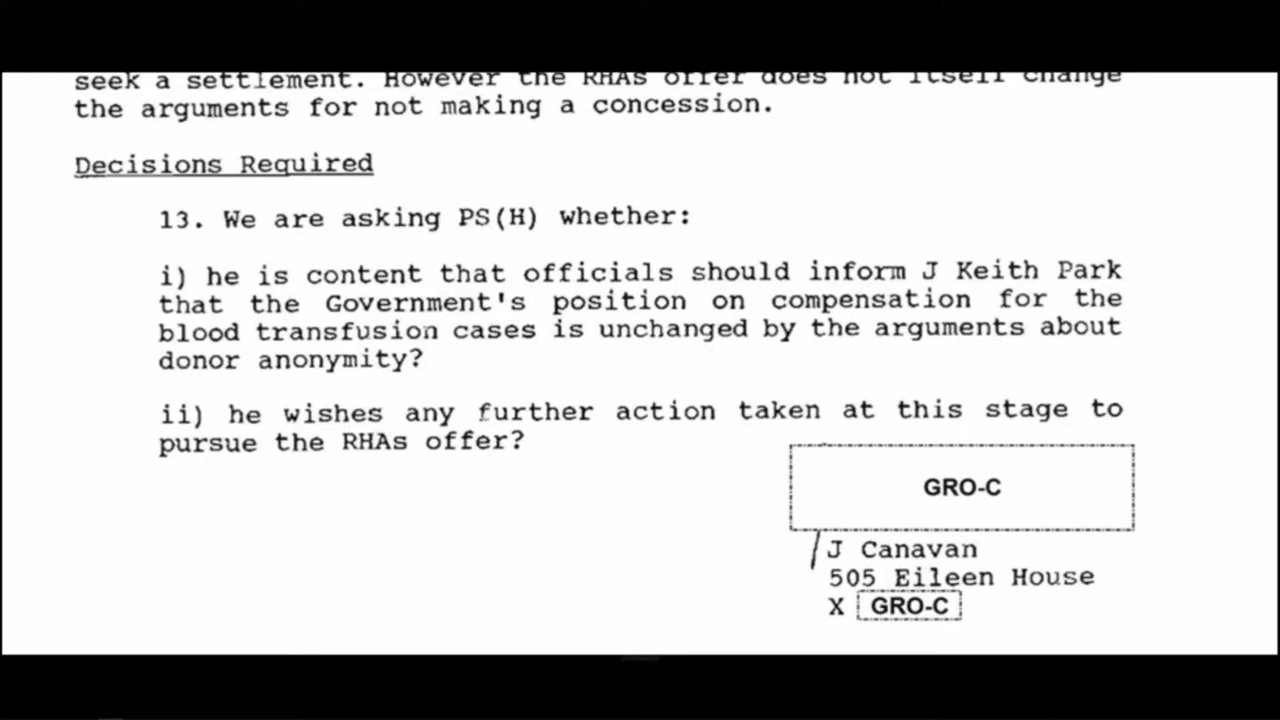 seek a settlement. However the RHAs offer does not itself change
the arguments for not making a concession.
Decisions Required
13. We are asking PS(H) whether:
i) he is content that officials should inform J Keith Park
that the Government's position on compensation for the
blood transfusion cases is unchanged by the arguments about
donor anonymity?
ii) he wishes any further action taken at this stage to
pursue the RHAs offer?
GRO-C
J Canavan
505 Eileen House
X GRO-C